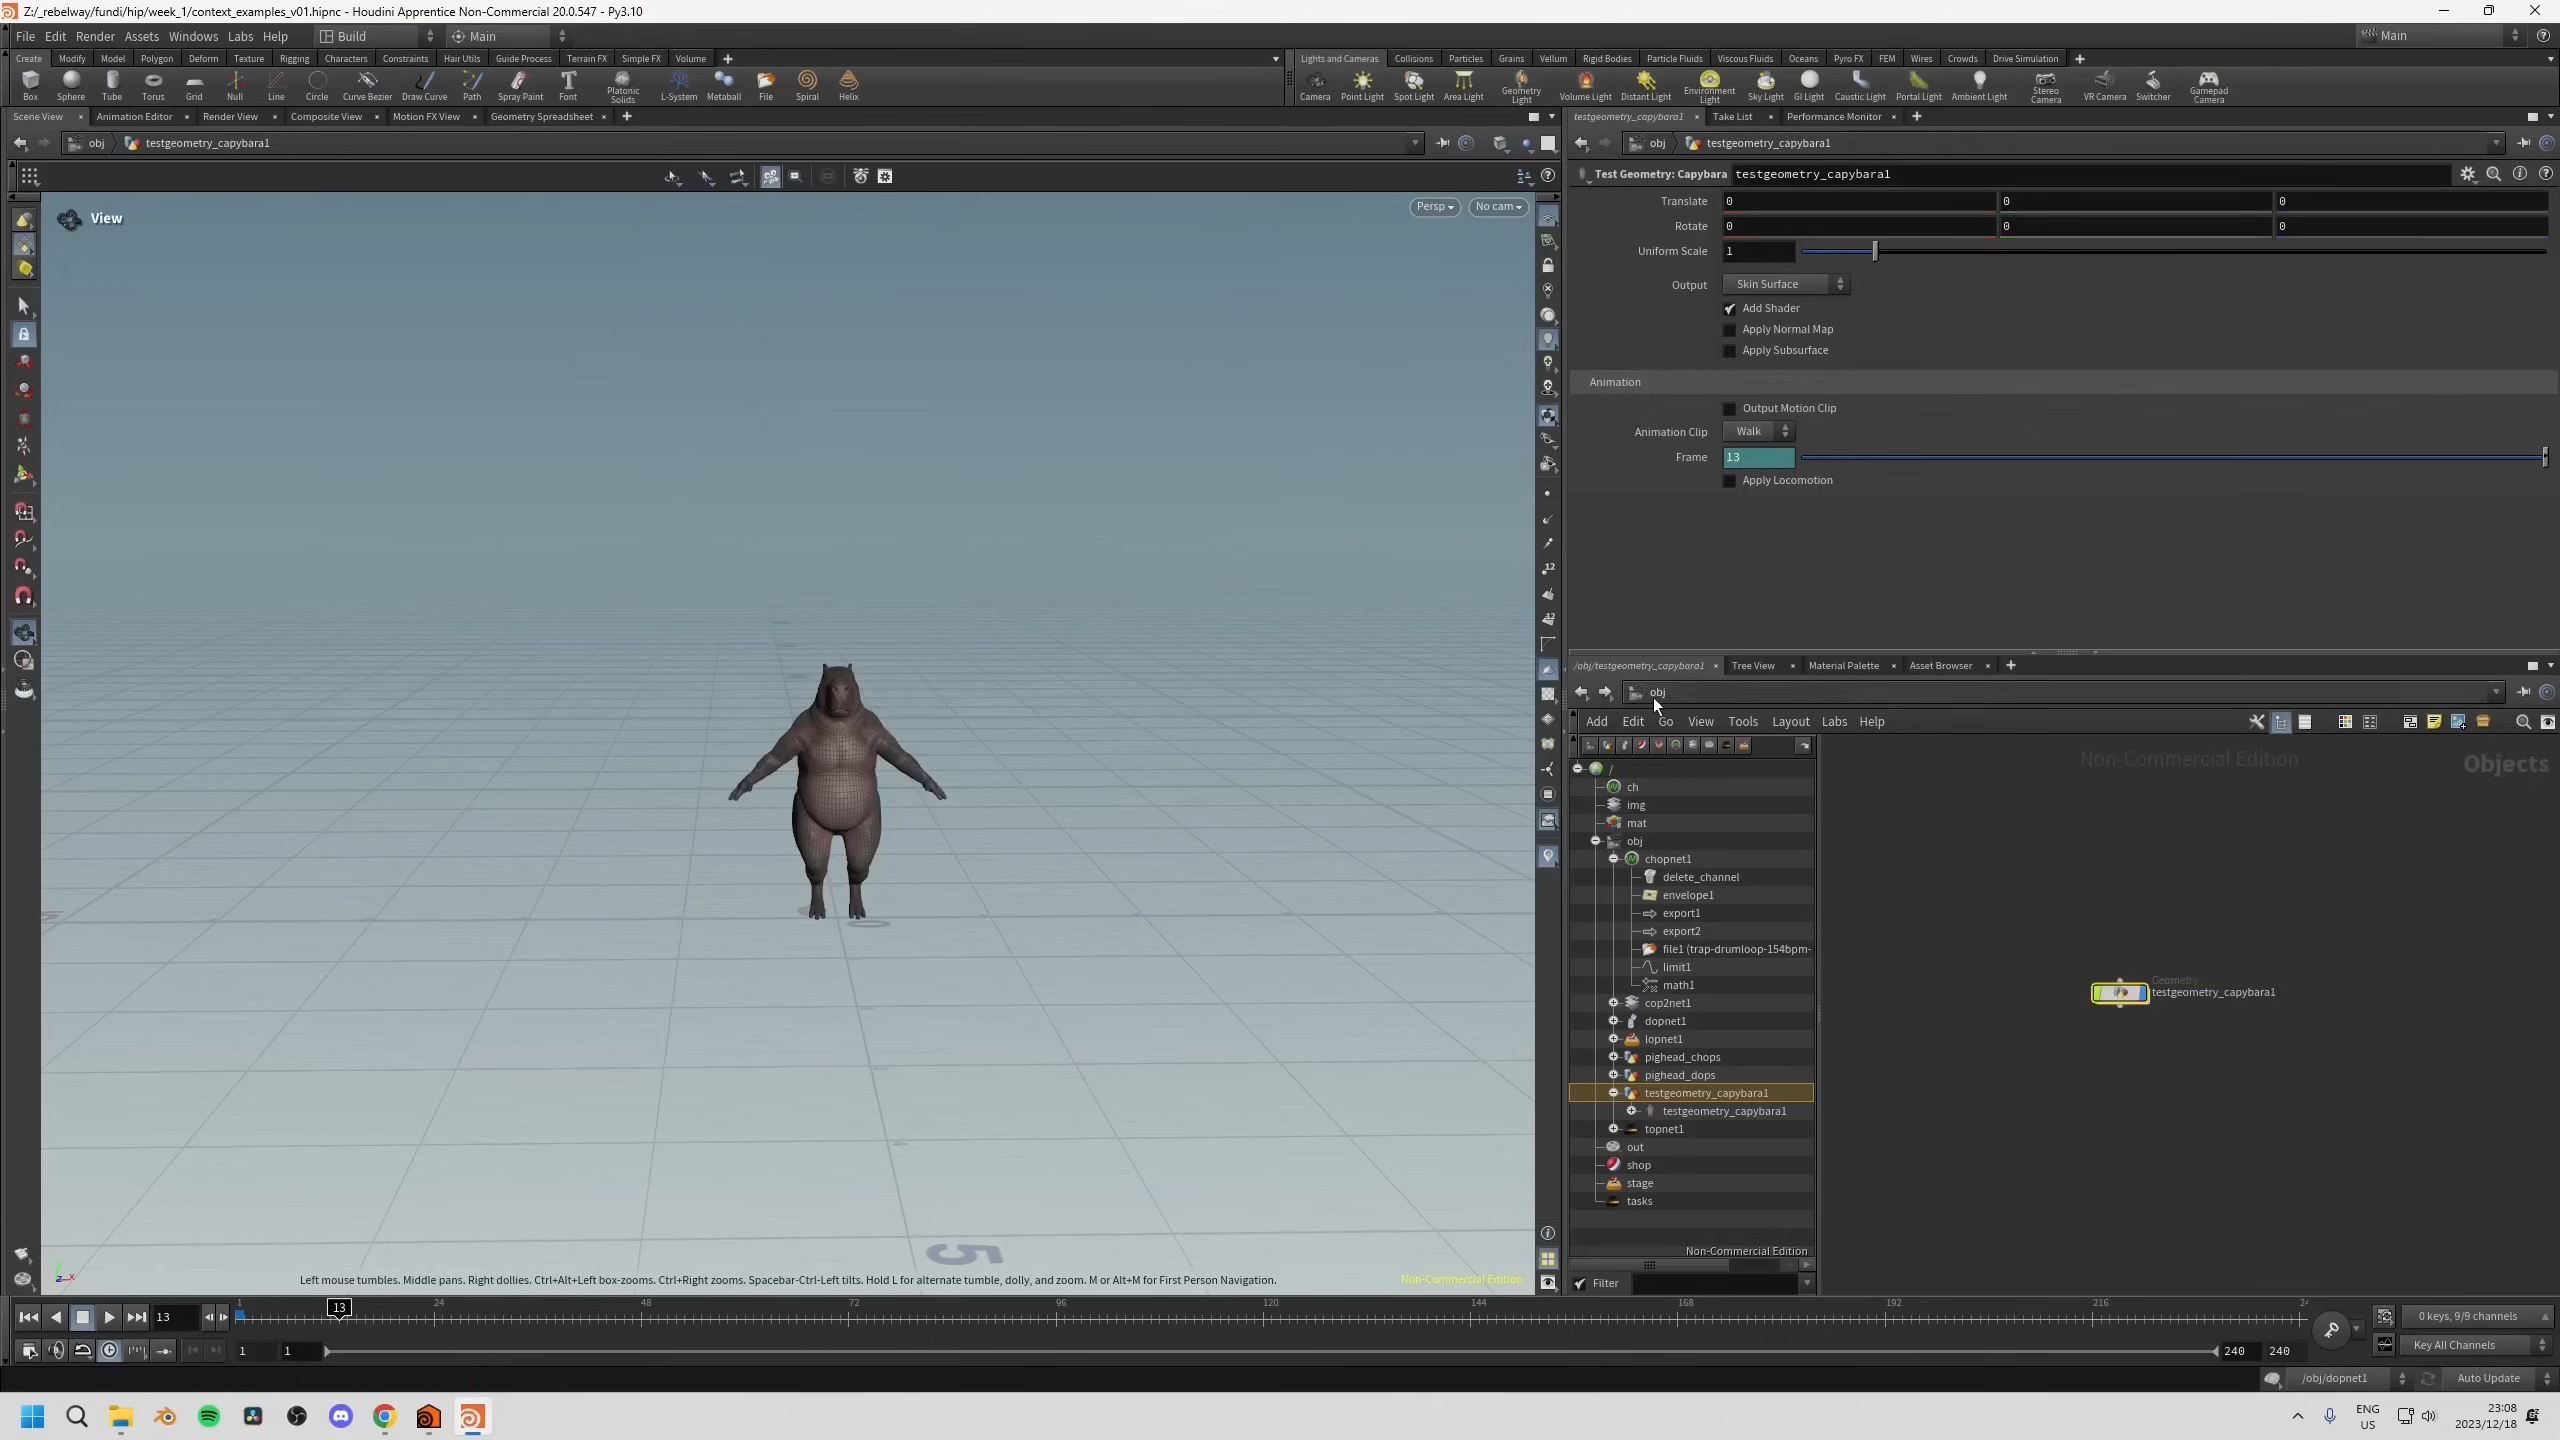 Z:/_rebelway/fundi/hip/week_1/context_examples_v01.hipnc - Houdini Apprentice Non-Commercial 20.0.547 - Py3.10
File Edit Render Assets Windows Labs Help Build Main Main
Create Modify Model Polygon Deform Texture Rigging Characters Constraints Hair Utils Guide Process Terrain FX Simple FX Volume
Lights and Cameras Collisions Particles Grains Vellum Rigid Bodies Particle Fluids Viscous Fluids Oceans Pyro FX FEM Wires Crowds Drive Simulation
Box Sphere Tube Torus Grid Null Line Circle Curve Bezier Draw Curve Path Spray Paint Font Platonic Solids L-System Metaball File Spiral Helix
Camera Point Light Spot Light Area Light Geometry Light Volume Light Distant Light Environment Light Sky Light GI Light Caustic Light Portal Light Ambient Light Stereo Camera VR Camera Switcher Gamepad Camera
Scene View Animation Editor Render View Composite View Motion FX View Geometry Spreadsheet
obj testgeometry_capybara1
View
Persp No cam
5
Left mouse tumbles. Middle pans. Right dollies. Ctrl+Alt+Left box-zooms. Ctrl+Right zooms. Spacebar-Ctrl-Left tilts. Hold L for alternate tumble, dolly, and zoom. M or Alt+M for First Person Navigation.
Non-Commercial Edition
testgeometry_capybara1 Take List Performance Monitor
obj testgeometry_capybara1
Test Geometry: Capybara testgeometry_capybara1
Translate 0 0 0
Rotate 0 0 0
Uniform Scale 1
Output Skin Surface
Add Shader
Apply Normal Map
Apply Subsurface
Animation
Output Motion Clip
Animation Clip Walk
Frame 13
Apply Locomotion
/obj/testgeometry_capybara1 Tree View Material Palette Asset Browser
obj
Add Edit Go View Tools Layout Labs Help
/
ch
img
mat
obj
chopnet1
delete_channel
envelope1
export1
export2
file1 (trap-drumloop-154bpm-
limit1
math1
cop2net1
dopnet1
lopnet1
pighead_chops
pighead_dops
testgeometry_capybara1
testgeometry_capybara1
topnet1
out
shop
stage
tasks
Non-Commercial Edition
Filter
Non-Commercial Edition
Objects
Geometry
testgeometry_capybara1
13 1 13 24 48 72 96 120 144 168 192 216 24
0 keys, 9/9 channels
1 1 240 240
Key All Channels
/obj/dopnet1 Auto Update
ENG
US
23:08
2023/12/18